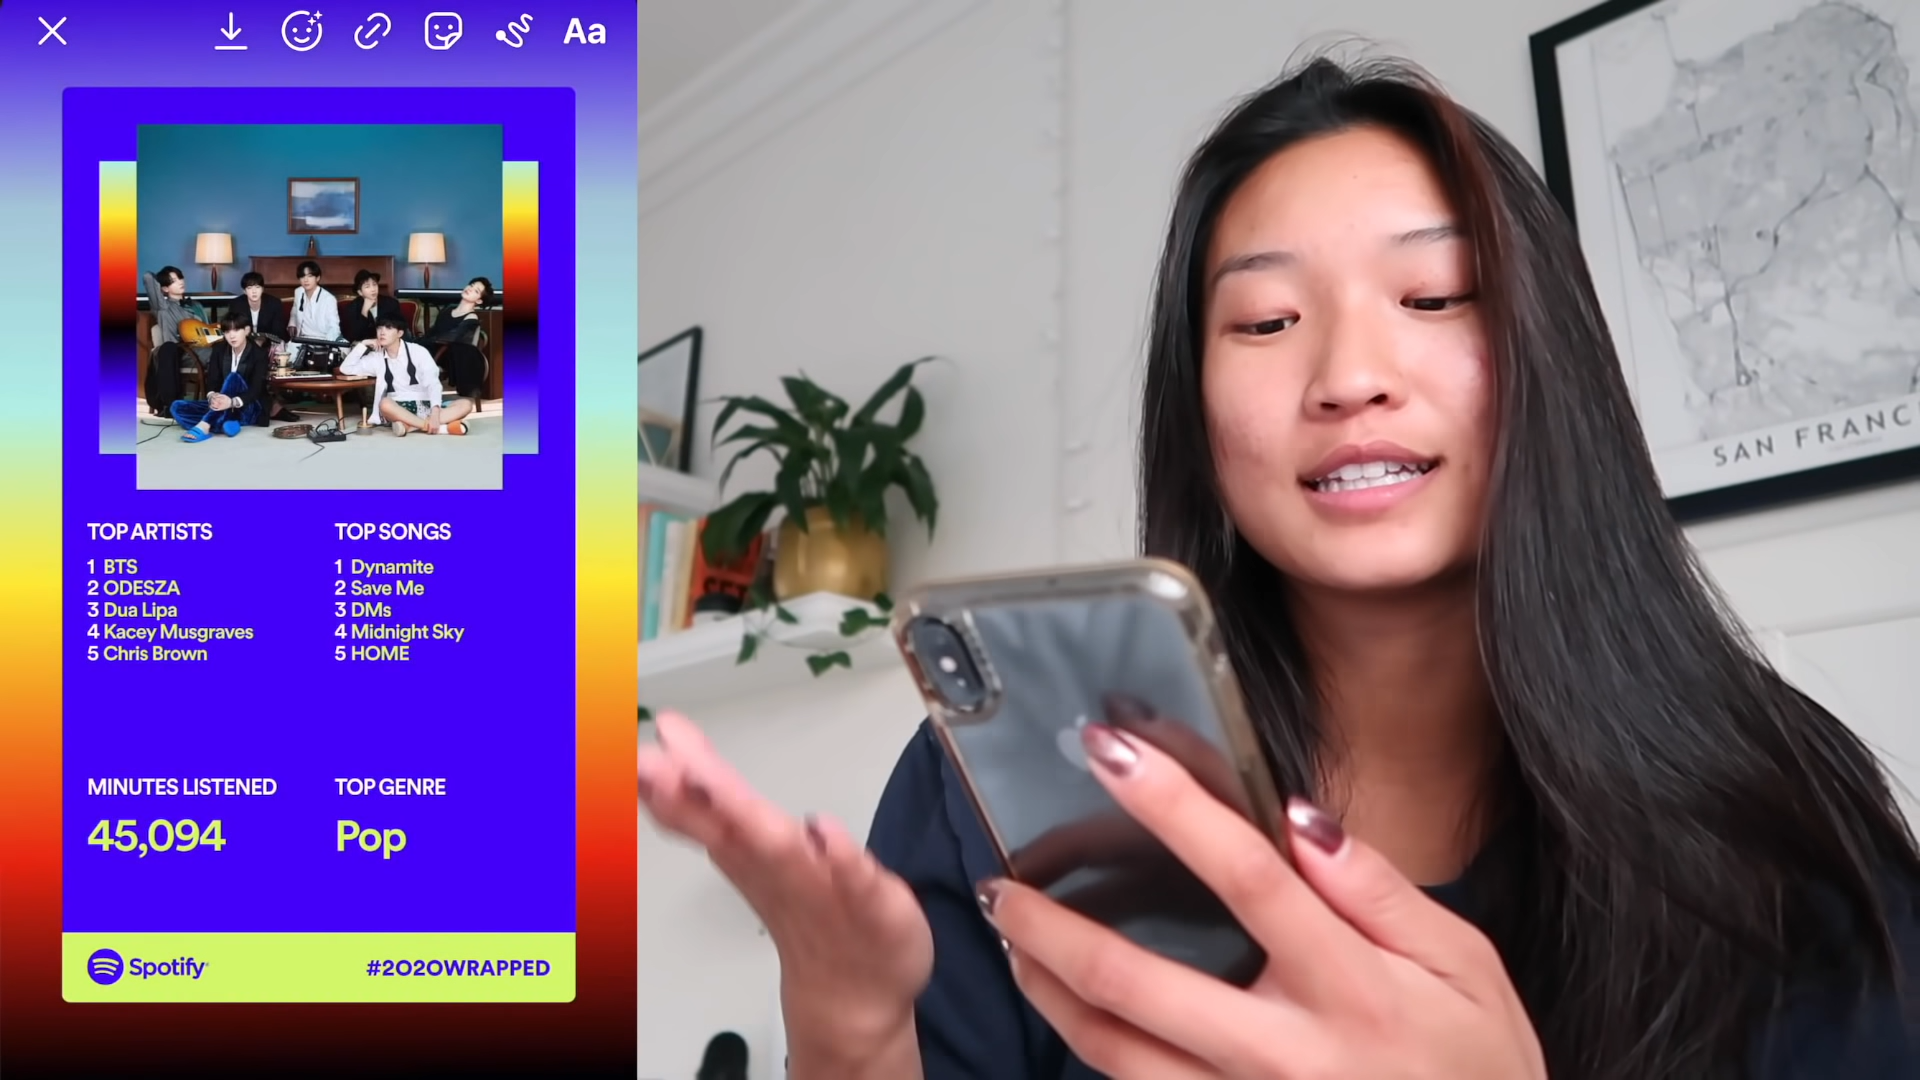 Aa
TOP ARTISTS
1 BTS
2 ODESZA
3 Dua Lipa
4 Kacey Musgraves
5 Chris Brown
TOP SONGS
1 Dynamite
2 Save Me
3 DMs
4 Midnight Sky
5 HOME
MINUTES LISTENED
45,094
TOP GENRE
Pop
Spotify
#2020WRAPPED
SAN FRANC